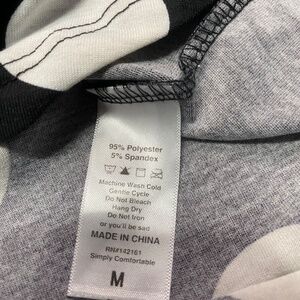 95% Polyester
5% Spandex
Machine Wash Cold
Gentle Cycle
Do Not Bleach
Hang Dry
Do Not Iron
or you'll be sad
MADE IN CHINA
RN#142161
Simply Comfortable
M